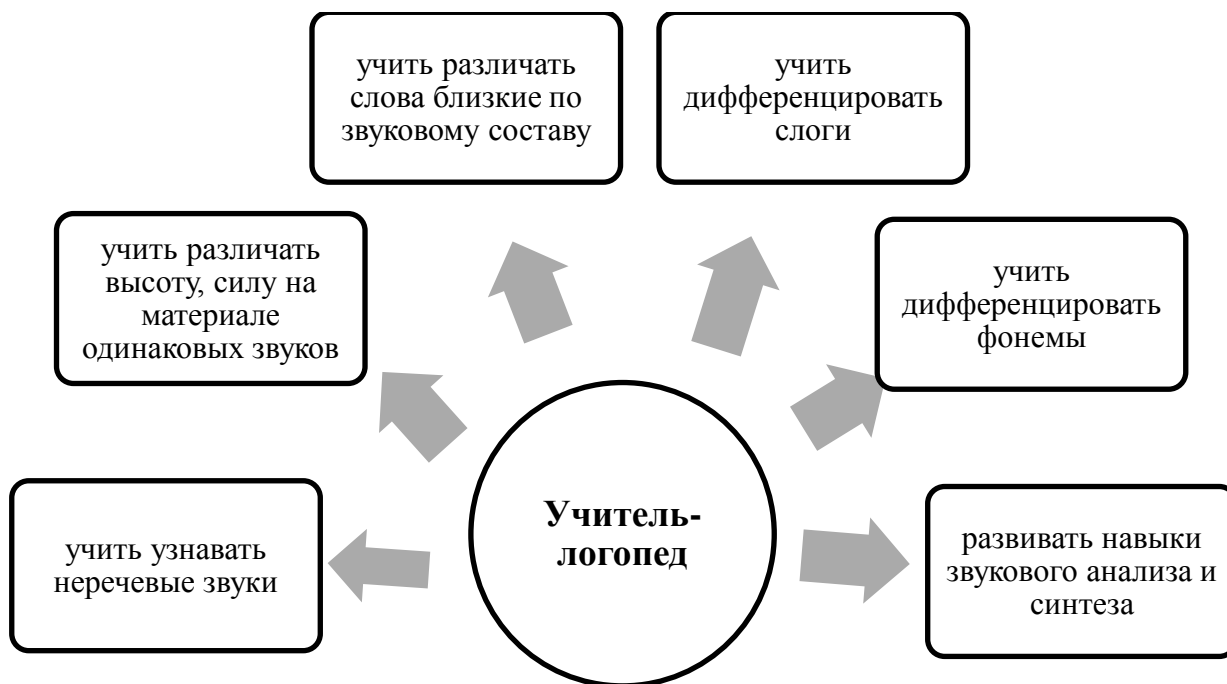 учить различать
слова близкие по
звуковому составу
учить
дифференцировать
слоги
учить различать
высоту, силу на
материале
одинаковых звуков
учить
дифференцировать
фонемы
учить узнавать
неречевые звуки
Учитель-
логопед
развивать навыки
звукового анализа и
синтеза